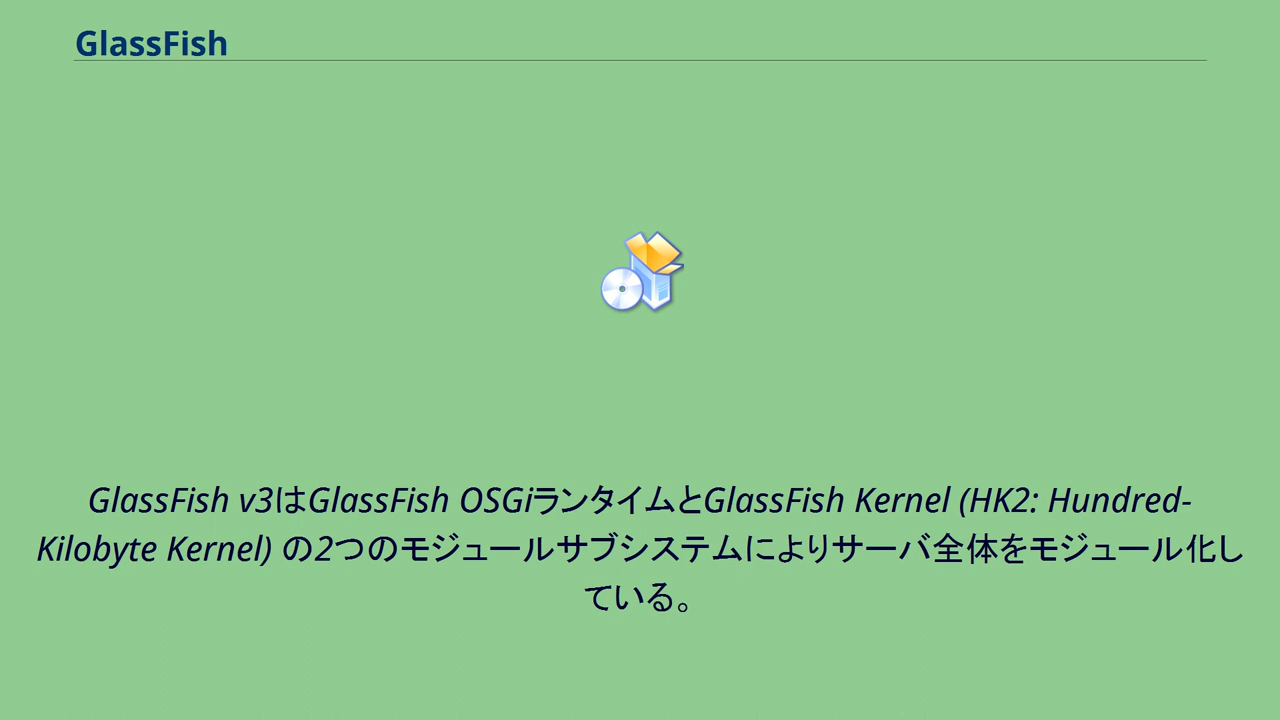 GlassFish
GlassFish v3はGlassFish OSGiランタイムとGlassFish Kernel (HK2: Hundred-
Kilobyte Kernel) の2つのモジュールサブシステムによりサーバ全体をモジュール化し
ている。